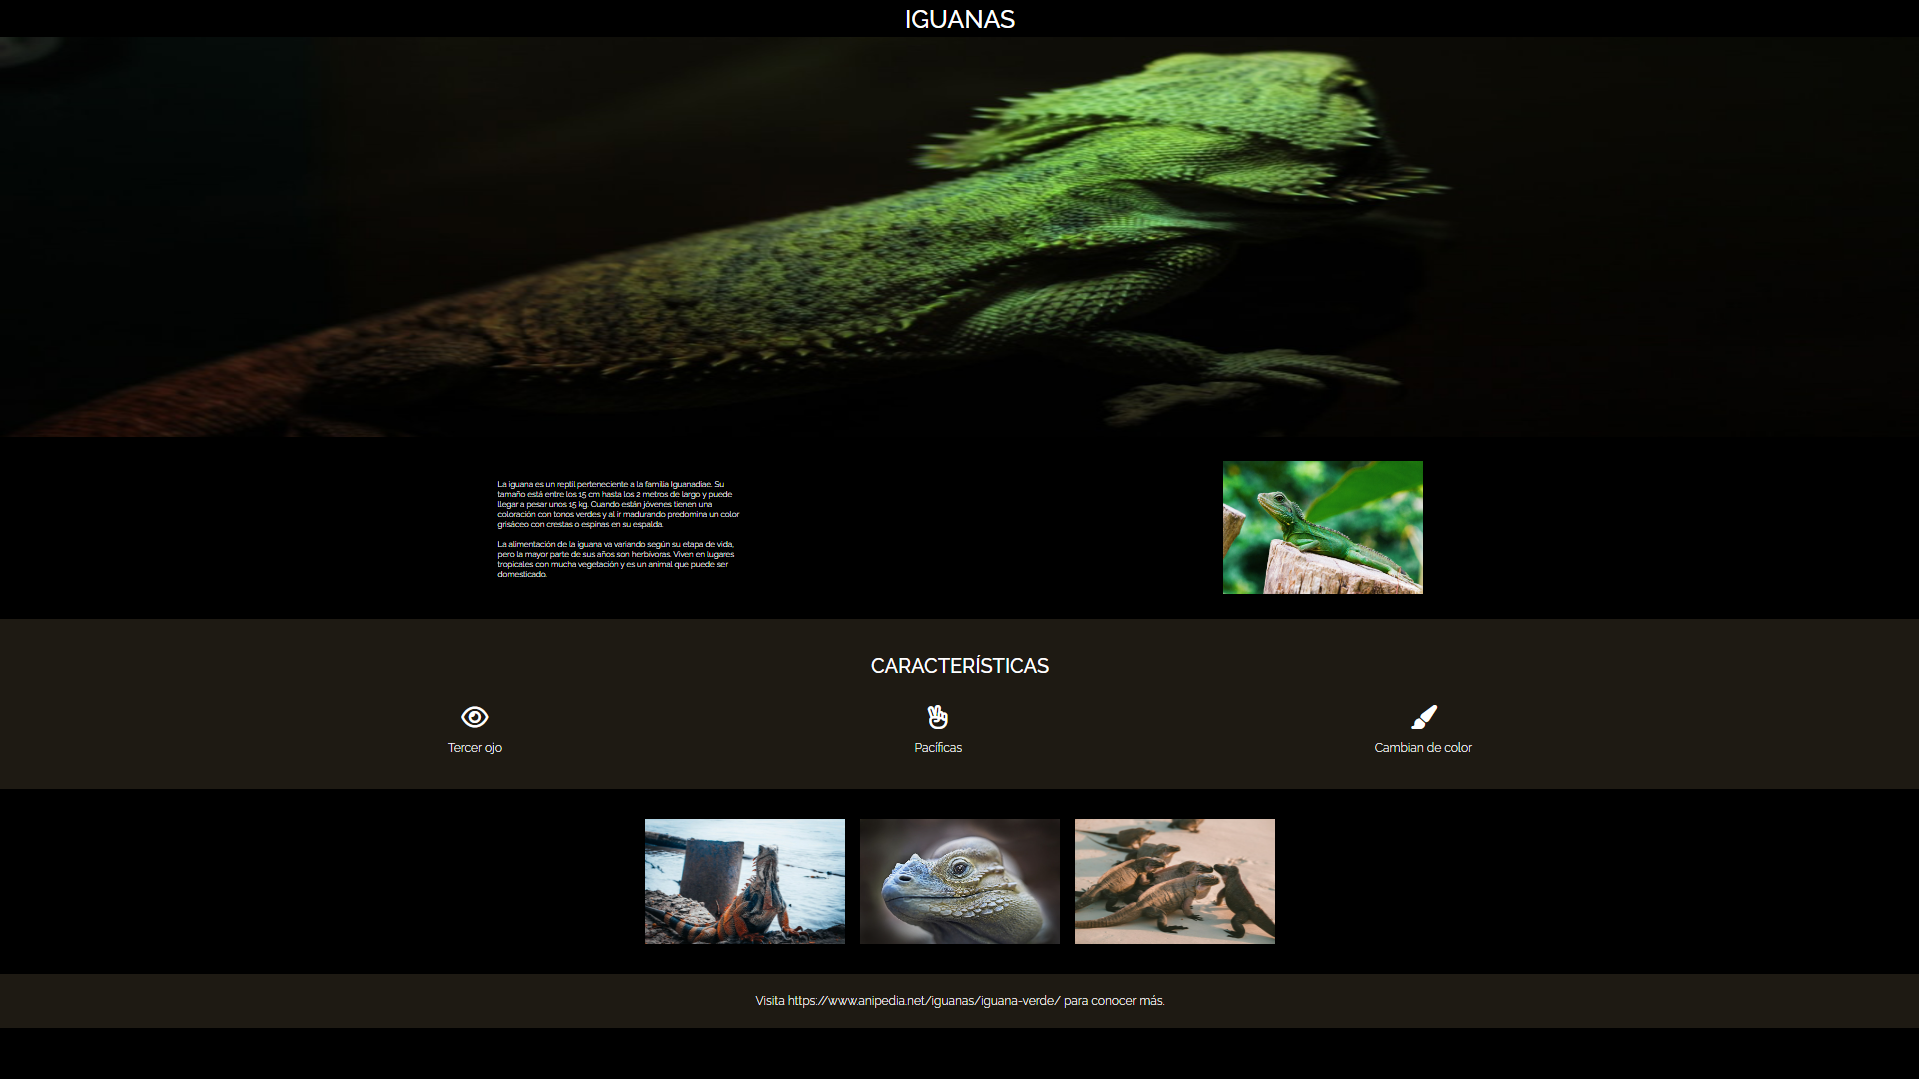 IGUANAS
La iguana es un reptil perteneciente a la familia Iguanadiae. Su
tamaño está entre los 15 cm hasta los 2 metros de largo y puede
llegar a pesar unos 15 kg. Cuando están jóvenes tienen una
coloración con tonos verdes y al ir madurando predomina un color
grisáceo con crestas o espinas en su espalda.
La alimentación de la iguana va variando según su etapa de vida,
pero la mayor parte de sus años son herbívoras. Viven en lugares
tropicales con mucha vegetación y es un animal que puede ser
domesticado.
CARACTERÍSTICAS
Tercer ojo
Pacíficas
Cambian de color
Visita https://www.anipedia.net/iguanas/iguana-verde/ para conocer más.